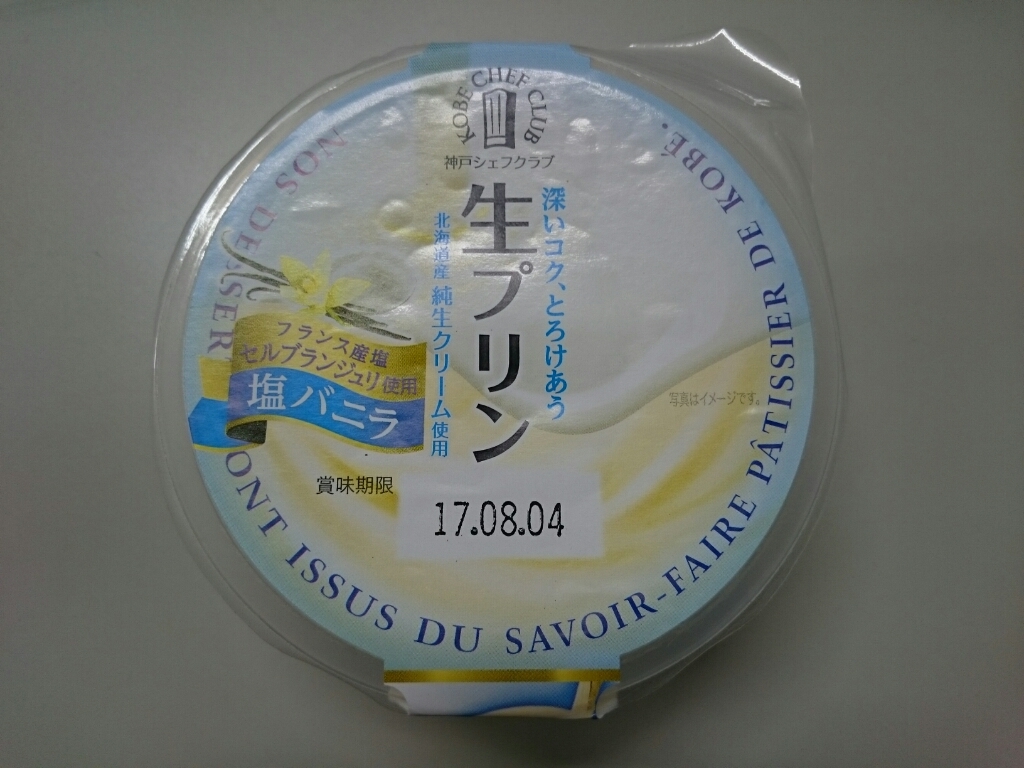 KOBE CHEF CLUB
神戸シェフクラブ
深いコク、とろけあう
生プリン
北海道産 純生クリーム使用
フランス産塩
セルブランジュリ使用
塩バニラ
写真はイメージです。
賞味期限
17.08.04
NOS DESSER ONT ISSUS DU SAVOIR-FAIRE PÂTISSIER DE KOBÉ.